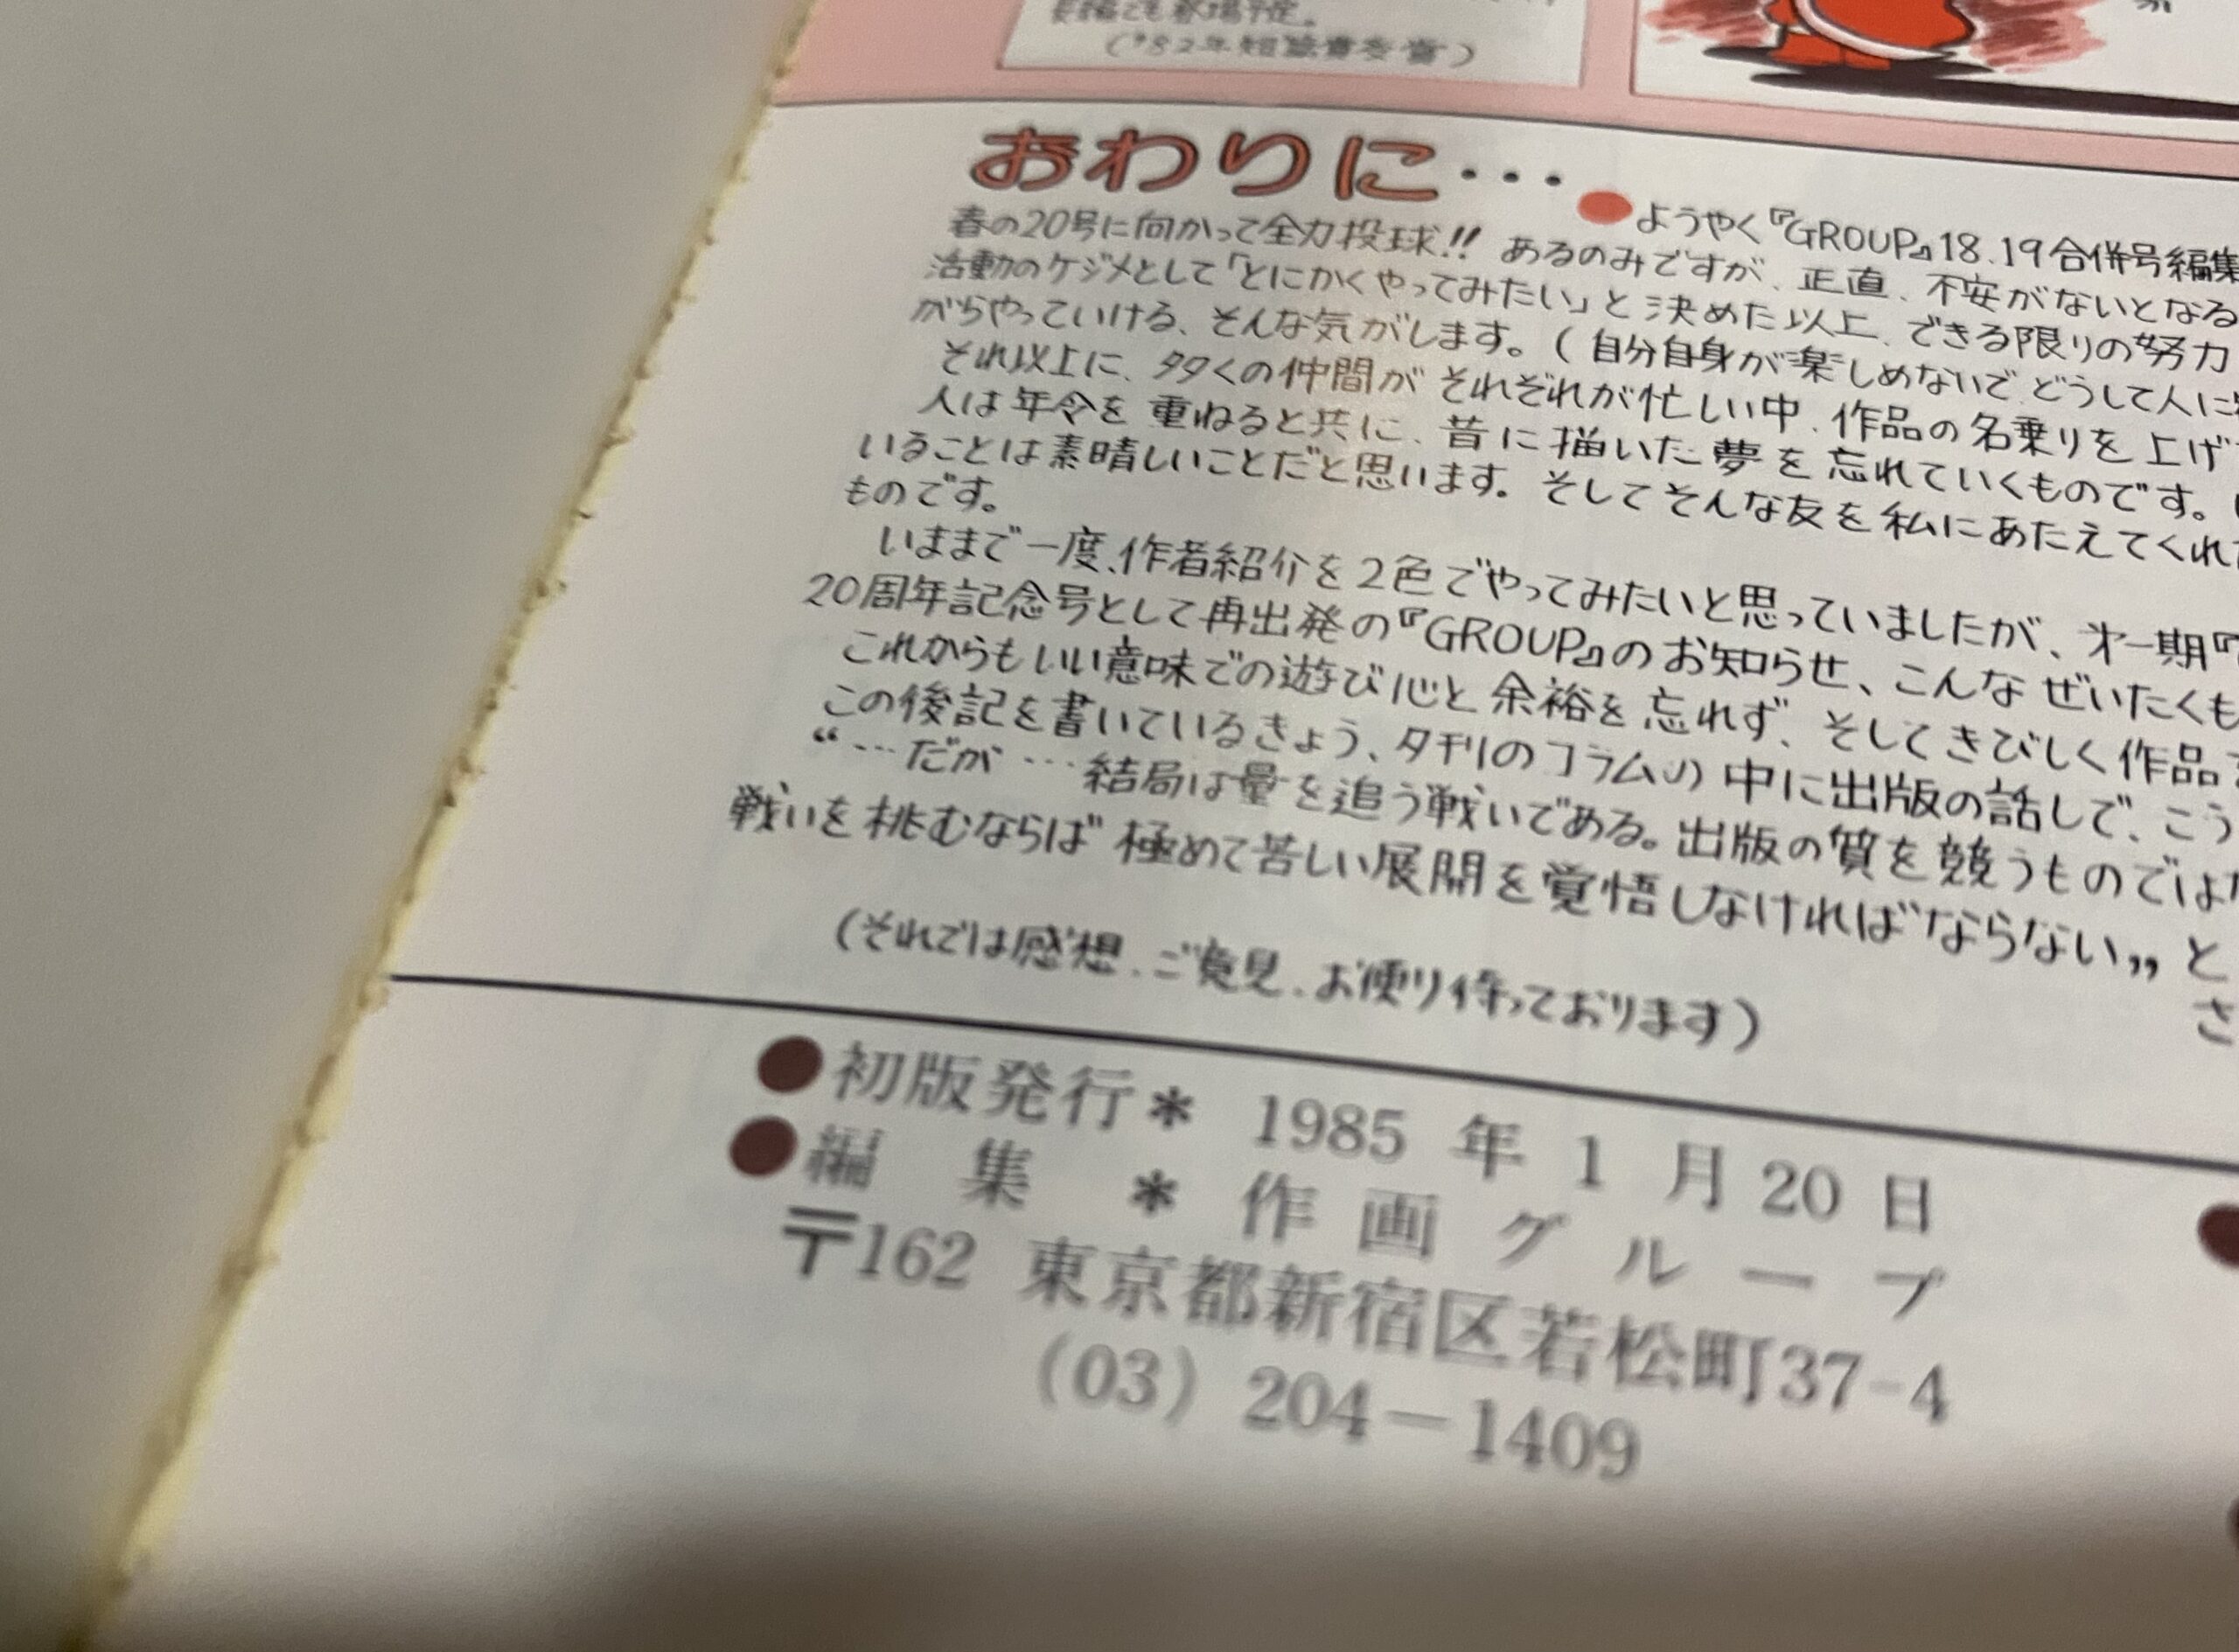 ('82年短編賞受賞)
おわりに…
●ようやく『GROUP』18.19合併号編集
春の20号に向かって全力投球!! あるのみですが、正直、不安がないとなる
活動のケジメとして「とにかくやってみたい」と決めた以上、できる限りの努力
がらやっていける、そんな気がします。(自分自身が楽しめないで、どうして人に
それ以上に、多くの仲間がそれぞれが忙しい中、作品の名乗りを上げ
人は年令を重ねると共に、昔に描いた夢を忘れていくものです。
いることは素晴しいことだと思います。そしてそんな友を私にあたえてくれ
ものです。
いままで一度、作者紹介を2色でやってみたいと思っていましたが、第一期『
20周年記念号として再出発の『GROUP』のお知らせ、こんなぜいたくも
これからもいい意味での遊び心と余裕を忘れず、そしてきびしく作品
この後記を書いているきょう、夕刊のコラムの中に出版の話しで、こう
“…だが…結局は量を追う戦いである。出版の質を競うものでは
戦いを挑むならば極めて苦しい展開を覚悟しなければならない〟と
さ
(それでは感想、ご意見、お便り待っております)
●初版発行* 1985年1月20日
●編集*作画グループ
〒162 東京都新宿区若松町37-4
(03)204-1409